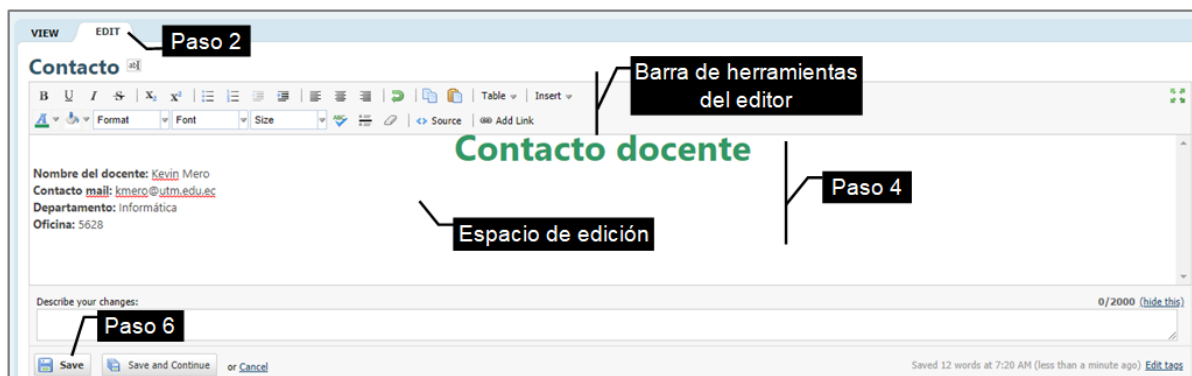 VIEW EDIT
Paso 2
Contacto
Barra de herramientas
del editor
B U I S X₂ x² Table Insert
A Format Font Size ABC Source Add Link
Contacto docente
Nombre del docente: Kevin Mero
Contacto mail: kmero@utm.edu.ec
Departamento: Informática
Oficina: 5628
Paso 4
Espacio de edición
Describe your changes: 0/2000 (hide this)
Paso 6
Save Save and Continue or Cancel Saved 12 words at 7:20 AM (less than a minute ago) Edit tags